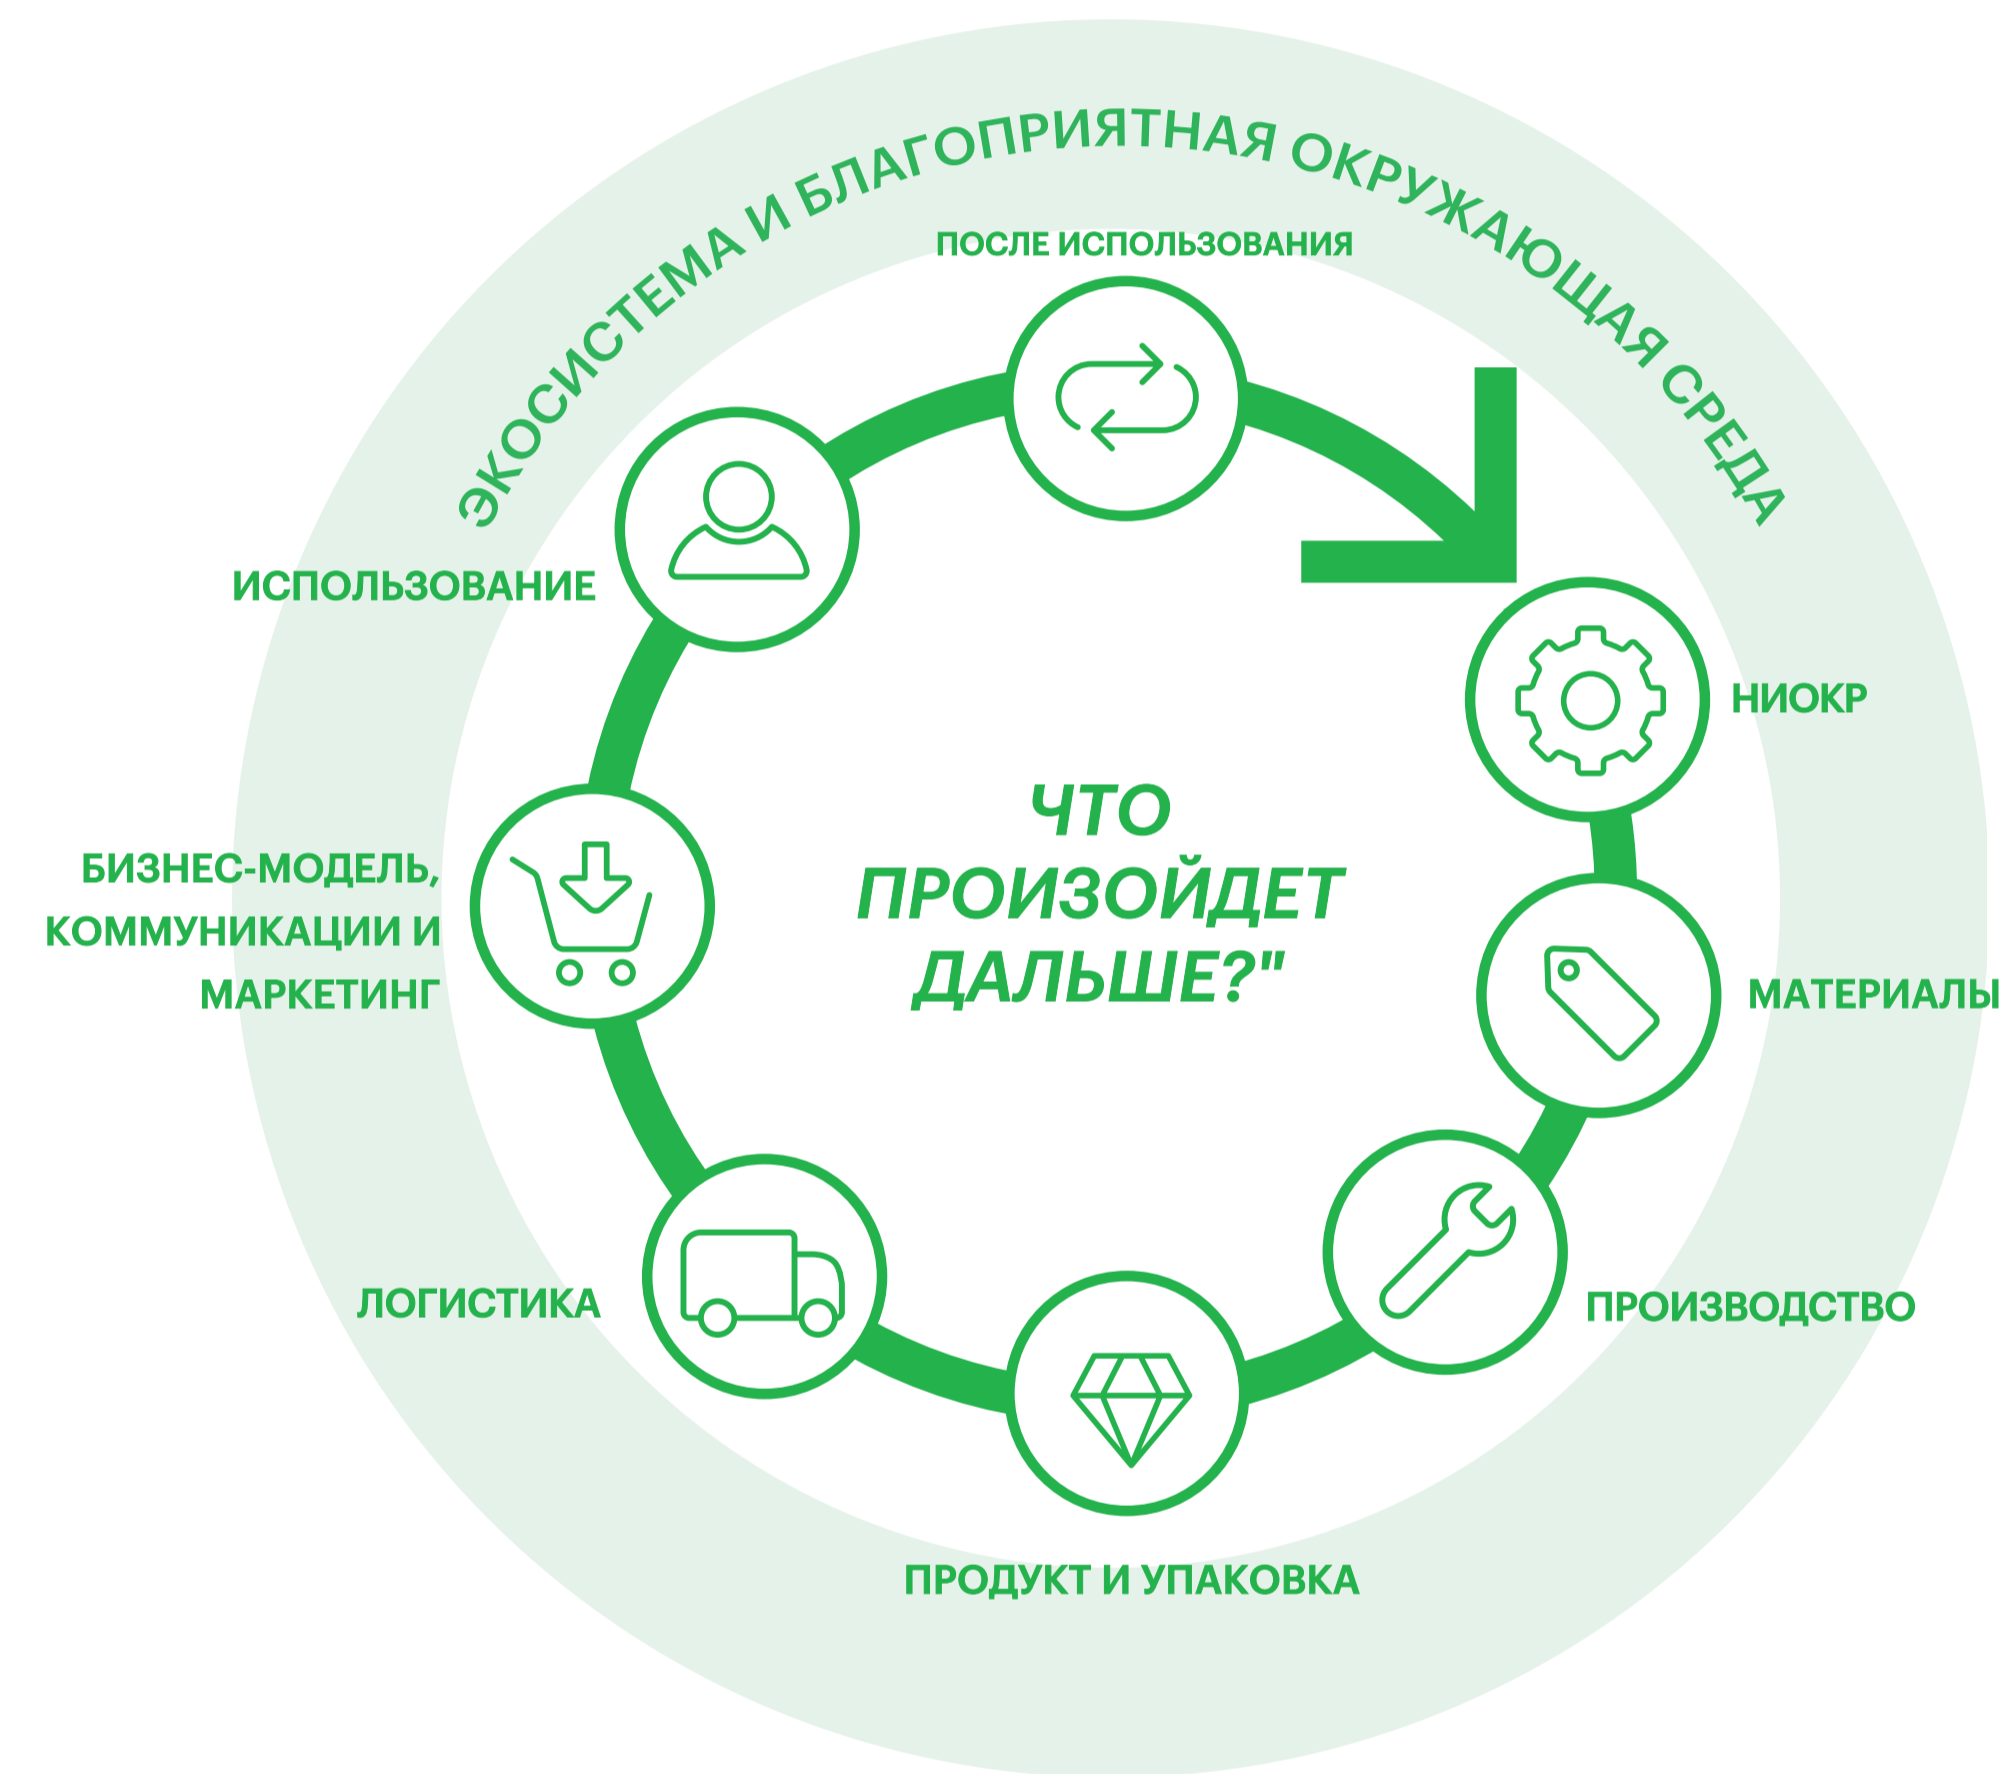 ЭКОСИСТЕМА И БЛАГОПРИЯТНАЯ ОКРУЖАЮЩАЯ СРЕДА
ПОСЛЕ ИСПОЛЬЗОВАНИЯ
ИСПОЛЬЗОВАНИЕ
НИОКР
ЧТО
ПРОИЗОЙДЕТ
ДАЛЬШЕ?"
БИЗНЕС-МОДЕЛЬ,
КОММУНИКАЦИИ И
МАРКЕТИНГ
МАТЕРИАЛЫ
ЛОГИСТИКА
ПРОИЗВОДСТВО
ПРОДУКТ И УПАКОВКА